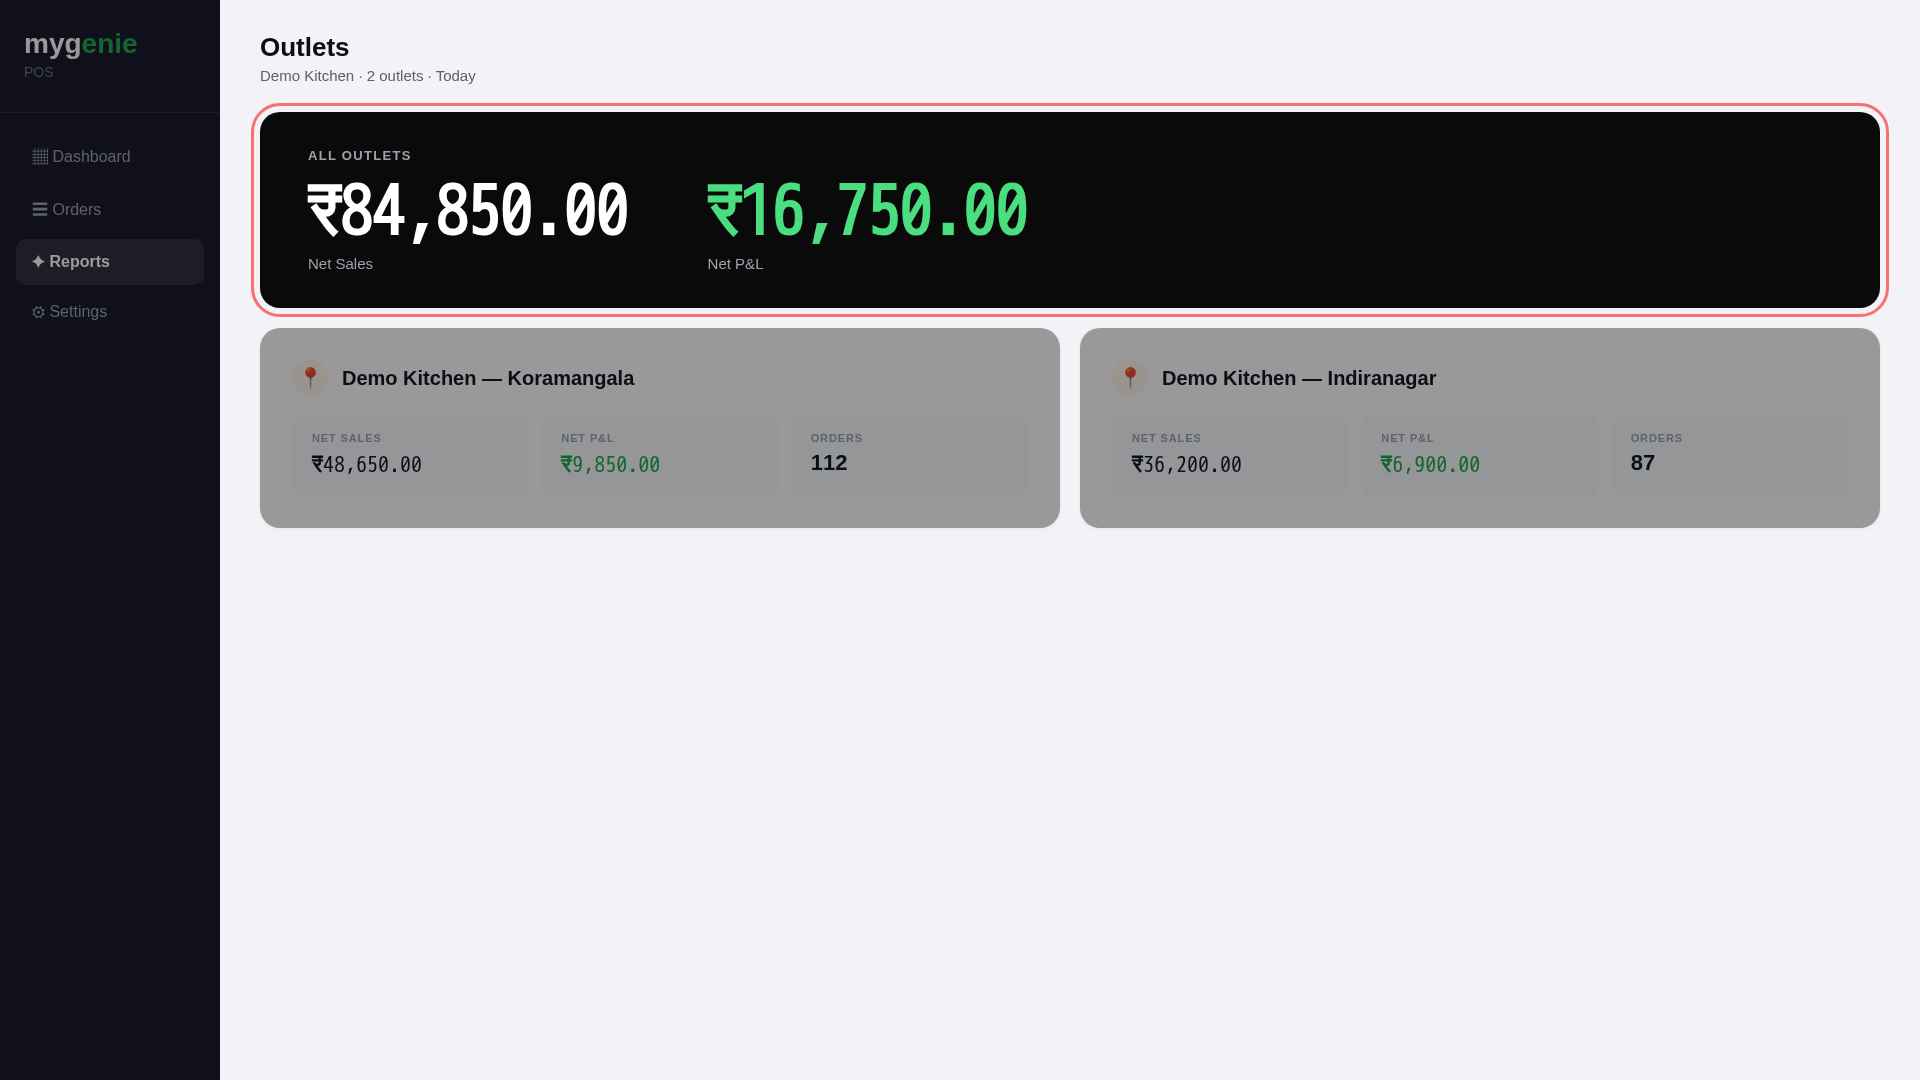 mygenie
POS
Dashboard
Orders
Reports
Settings
Outlets
Demo Kitchen · 2 outlets · Today
ALL OUTLETS
₹84,850.00 ₹16,750.00
Net Sales Net P&L
Demo Kitchen — Koramangala
NET SALES NET P&L ORDERS
₹48,650.00 ₹9,850.00 112
Demo Kitchen — Indiranagar
NET SALES NET P&L ORDERS
₹36,200.00 ₹6,900.00 87